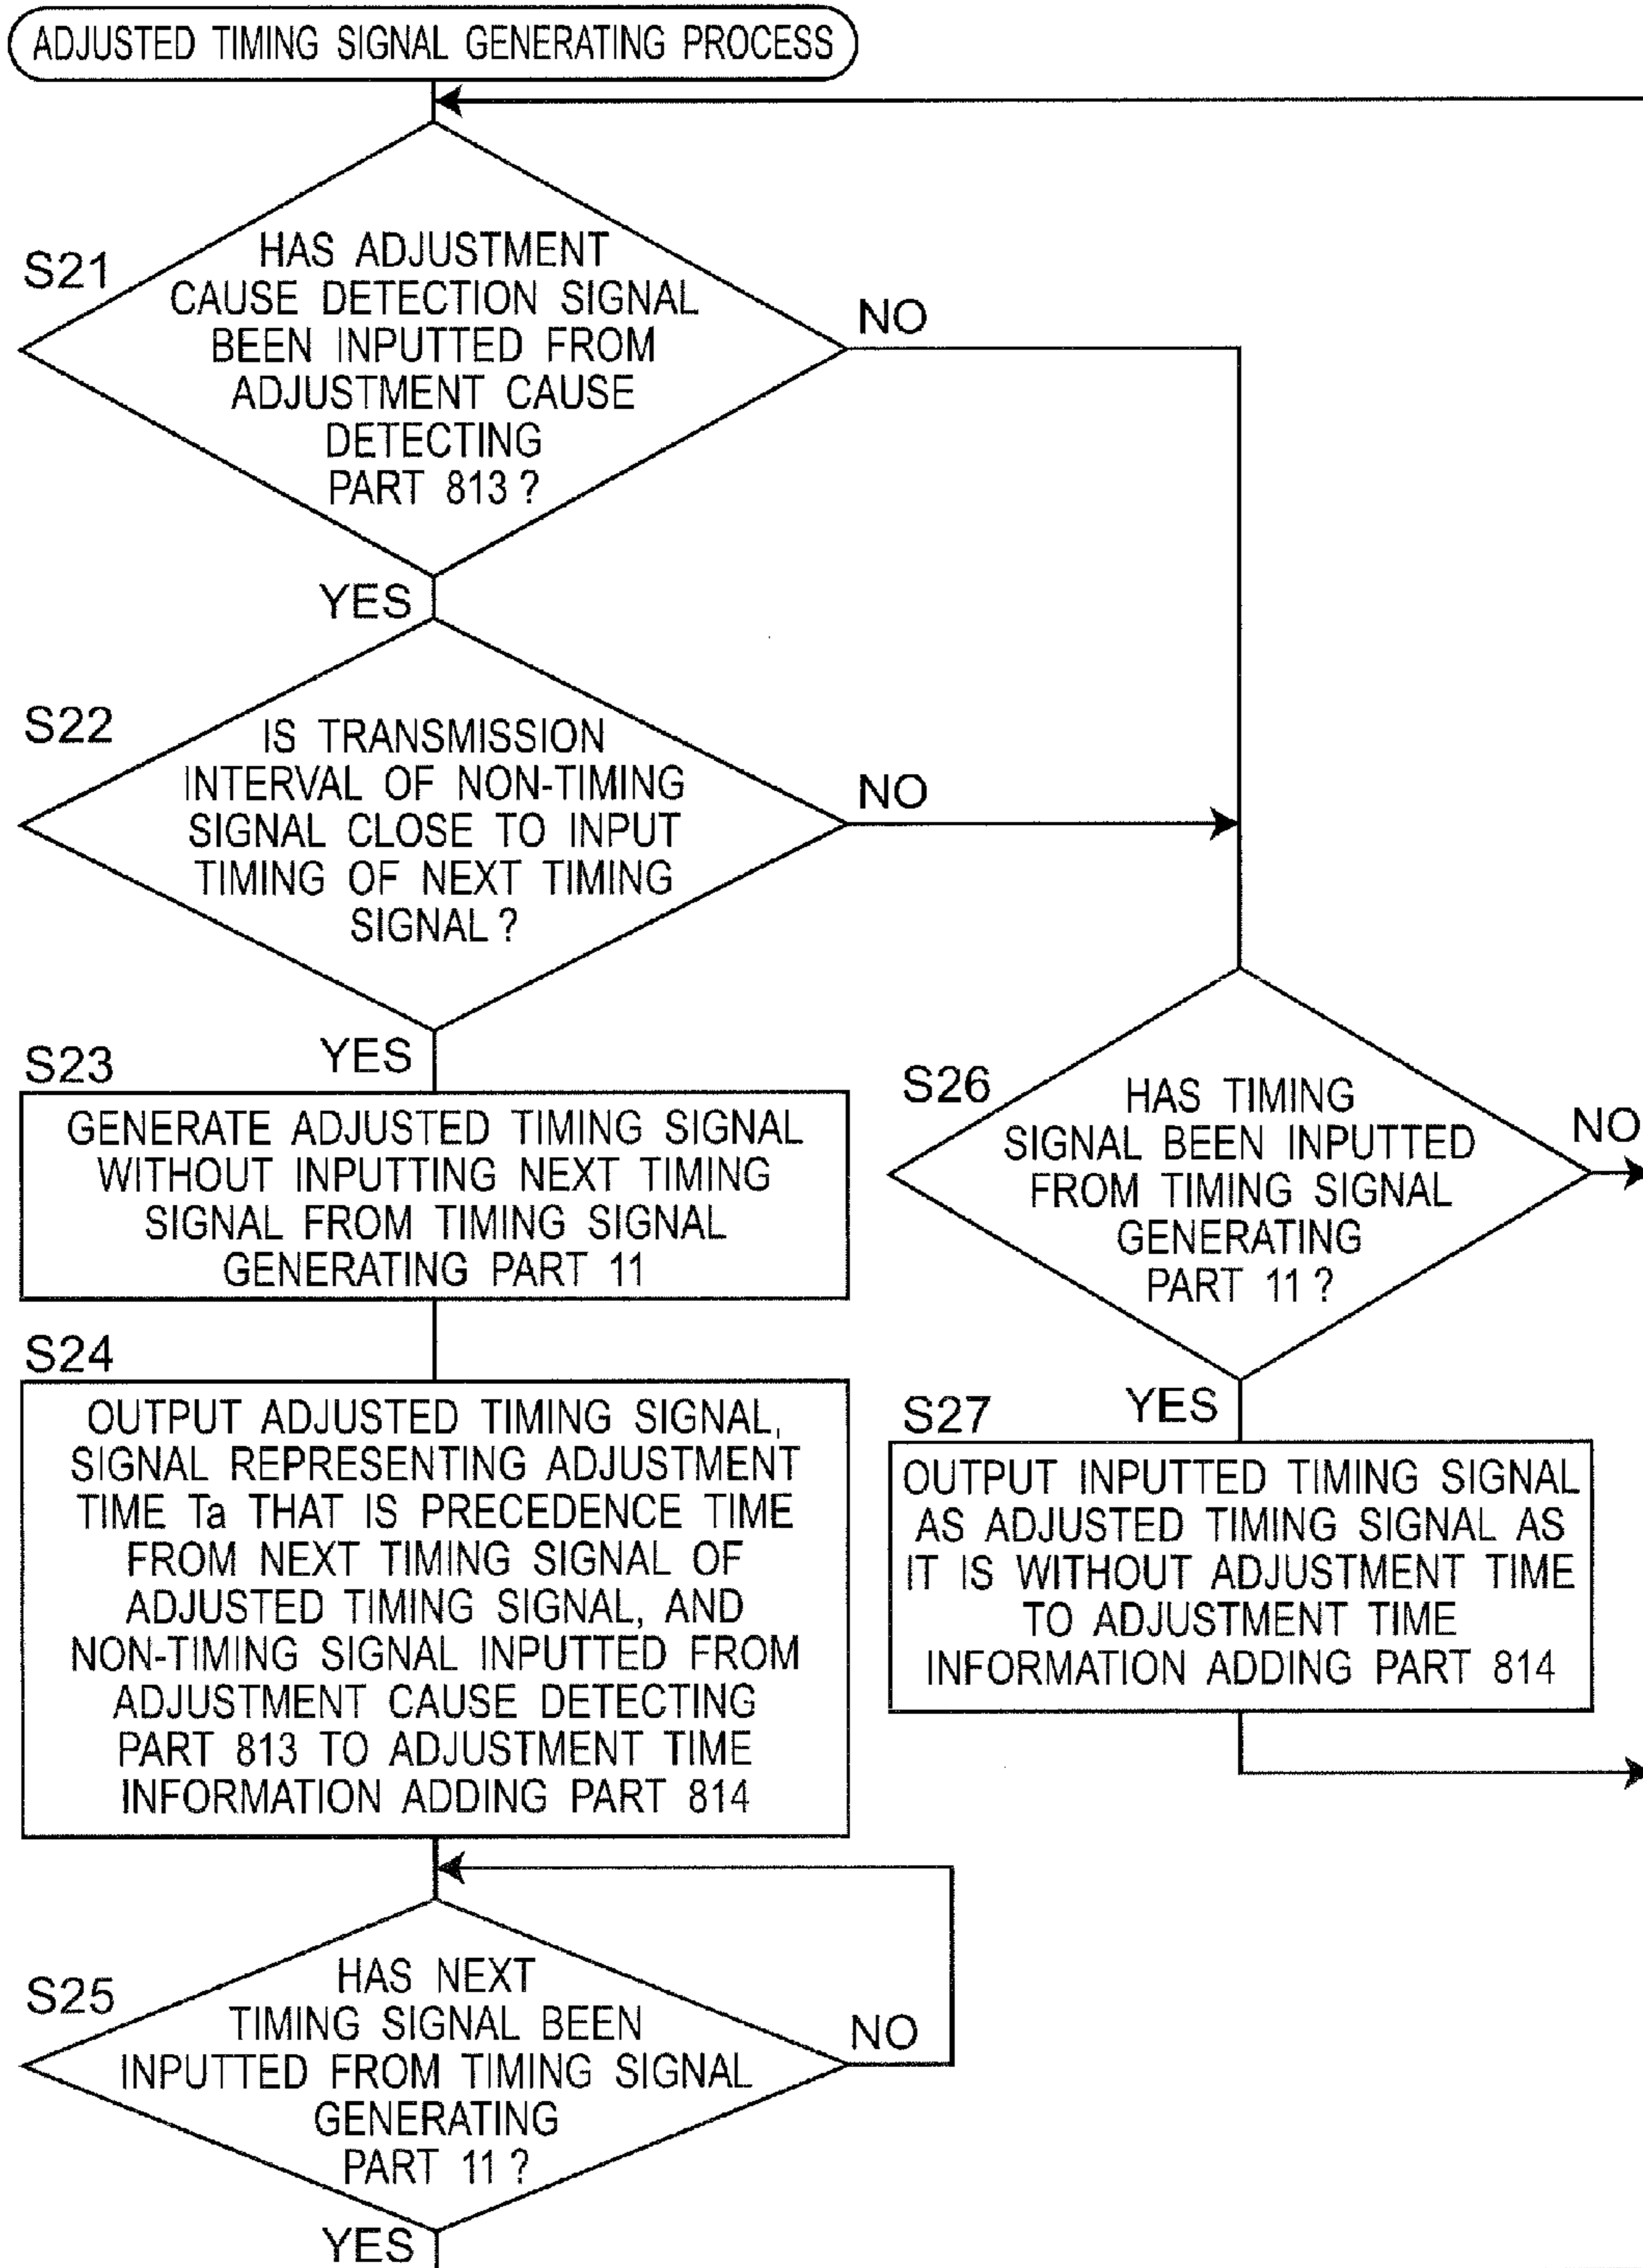 ADJUSTED TIMING SIGNAL GENERATING PROCESS
S21
HAS ADJUSTMENT
CAUSE DETECTION SIGNAL
BEEN INPUTTED FROM
ADJUSTMENT CAUSE
DETECTING
PART 813 ?
NO
YES
S22
IS TRANSMISSION
INTERVAL OF NON-TIMING
SIGNAL CLOSE TO INPUT
TIMING OF NEXT TIMING
SIGNAL ?
NO
YES
S23
GENERATE ADJUSTED TIMING SIGNAL
WITHOUT INPUTTING NEXT TIMING
SIGNAL FROM TIMING SIGNAL
GENERATING PART 11
S24
OUTPUT ADJUSTED TIMING SIGNAL,
SIGNAL REPRESENTING ADJUSTMENT
TIME Ta THAT IS PRECEDENCE TIME
FROM NEXT TIMING SIGNAL OF
ADJUSTED TIMING SIGNAL, AND
NON-TIMING SIGNAL INPUTTED FROM
ADJUSTMENT CAUSE DETECTING
PART 813 TO ADJUSTMENT TIME
INFORMATION ADDING PART 814
S25
HAS NEXT
TIMING SIGNAL BEEN
INPUTTED FROM TIMING SIGNAL
GENERATING
PART 11 ?
NO
YES
S26
HAS TIMING
SIGNAL BEEN INPUTTED
FROM TIMING SIGNAL
GENERATING
PART 11 ?
NO
YES
S27
OUTPUT INPUTTED TIMING SIGNAL
AS ADJUSTED TIMING SIGNAL AS
IT IS WITHOUT ADJUSTMENT TIME
TO ADJUSTMENT TIME
INFORMATION ADDING PART 814